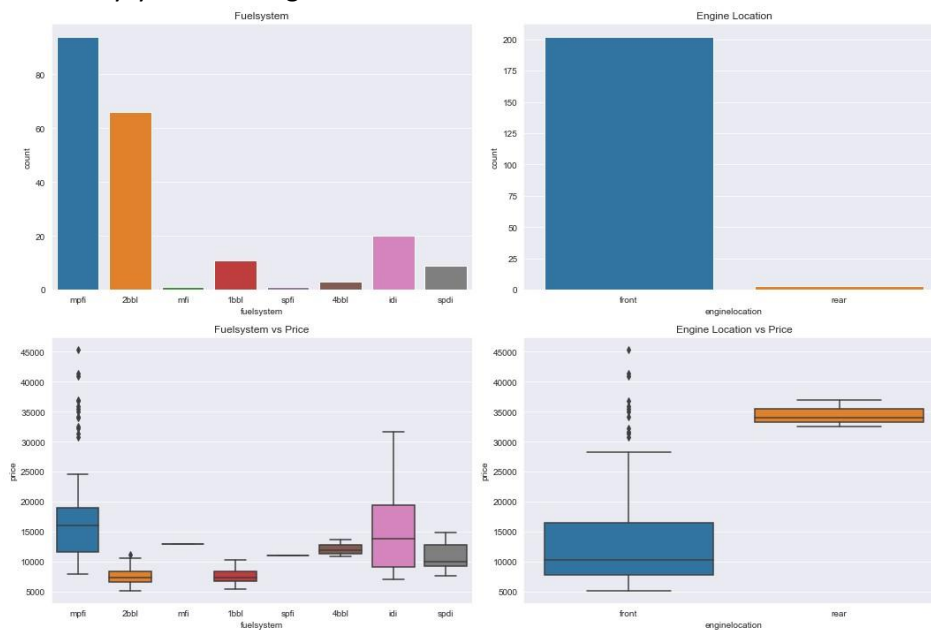 Fuelsystem
80
60
40
20
0
count
mpfi 2bbl mfi 1bbl spfi 4bbl idi spdi
fuelsystem
Engine Location
200
175
150
125
100
75
50
25
0
count
front rear
enginelocation
Fuelsystem vs Price
45000
40000
35000
30000
25000
20000
15000
10000
5000
price
mpfi 2bbl mfi 1bbl spfi 4bbl idi spdi
fuelsystem
Engine Location vs Price
45000
40000
35000
30000
25000
20000
15000
10000
5000
price
front rear
enginelocation